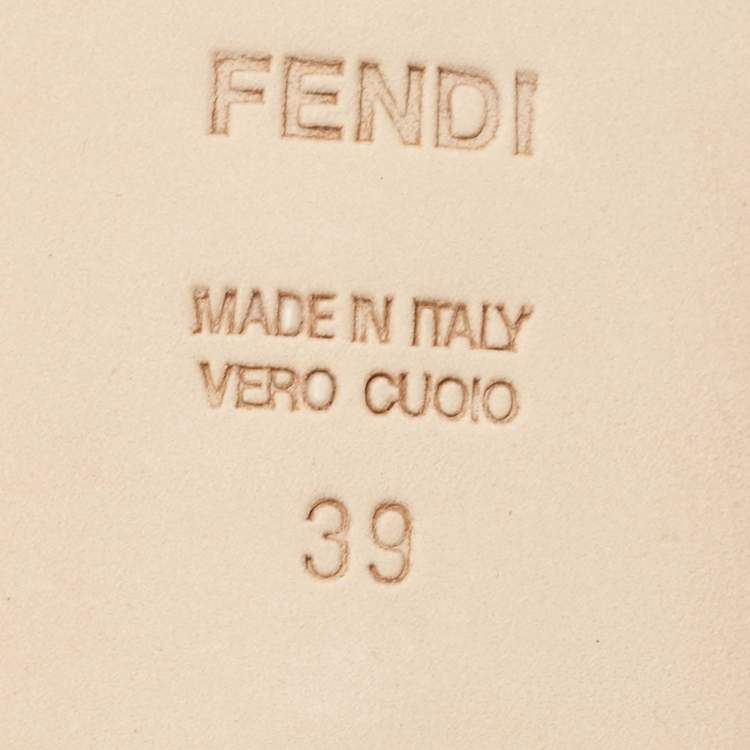 FENDI
MADE IN ITALY
VERO CUOIO
39